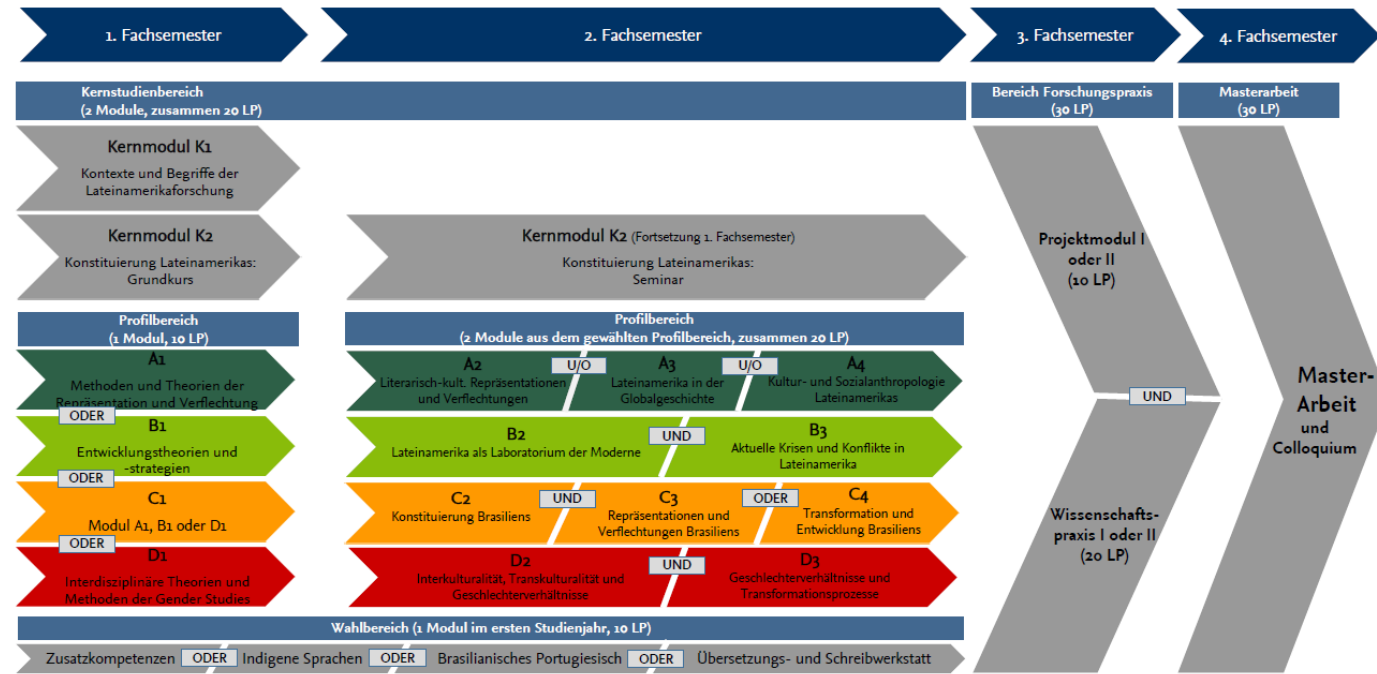 1. Fachsemester
2. Fachsemester
3. Fachsemester
4. Fachsemester
Kernstudienbereich
(2 Module, zusammen 20 LP)
Bereich Forschungspraxis
(30 LP)
Masterarbeit
(30 LP)
Kernmodul K1
Kontexte und Begriffe der
Lateinamerikaforschung
Kernmodul K2
Konstituierung Lateinamerikas:
Grundkurs
Kernmodul K2 (Fortsetzung 1. Fachsemester)
Konstituierung Lateinamerikas:
Seminar
Profilbereich
(1 Modul, 10 LP)
Profilbereich
(2 Module aus dem gewählten Profilbereich, zusammen 20 LP)
A1
Methoden und Theorien der
Repräsentation und Verflechtung
ODER
A2
Literarisch-kult. Repräsentationen
und Verflechtungen
U/O
A3
Lateinamerika in der
Globalgeschichte
U/O
A4
Kultur- und Sozialanthropologie
Lateinamerikas
B1
Entwicklungstheorien und
-strategien
ODER
B2
Lateinamerika als Laboratorium der Moderne
UND
B3
Aktuelle Krisen und Konflikte in
Lateinamerika
C1
Modul A1, B1 oder D1
ODER
C2
Konstituierung Brasiliens
UND
C3
Repräsentationen und
Verflechtungen Brasiliens
ODER
C4
Transformation und
Entwicklung Brasiliens
D1
Interdisziplinäre Theorien und
Methoden der Gender Studies
D2
Interkulturalität, Transkulturalität und
Geschlechterverhältnisse
UND
D3
Geschlechterverhältnisse und
Transformationsprozesse
Wahlbereich (1 Modul im ersten Studienjahr, 10 LP)
Zusatzkompetenzen ODER Indigene Sprachen ODER Brasilianisches Portugiesisch ODER Übersetzungs- und Schreibwerkstatt
Projektmodul I
oder II
(10 LP)
UND
Wissenschafts-
praxis I oder II
(20 LP)
Master-
Arbeit
und
Colloquium